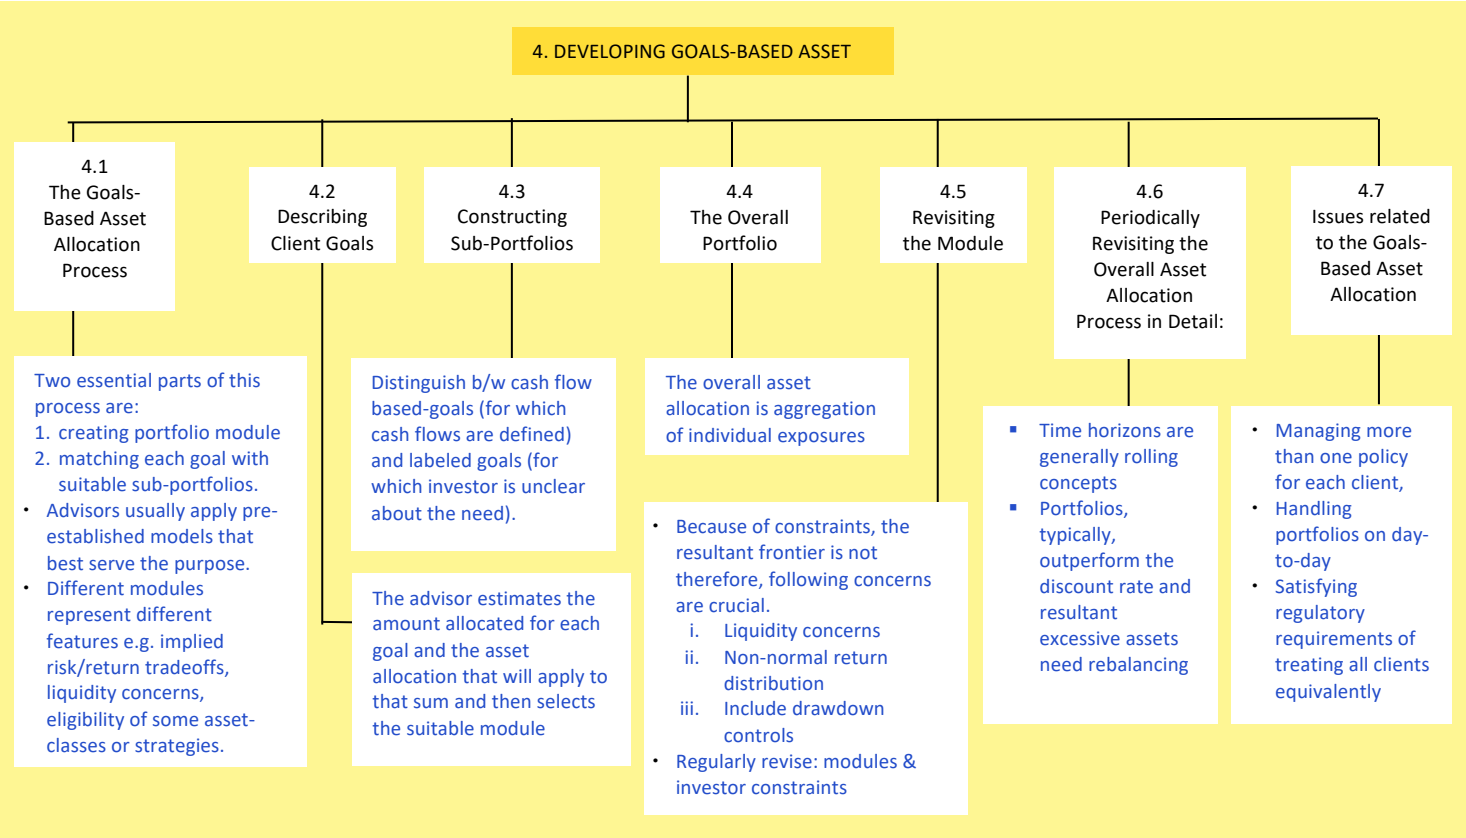 4. DEVELOPING GOALS-BASED ASSET
4.1
The Goals-
Based Asset
Allocation
Process
4.2
Describing
Client Goals
4.3
Constructing
Sub-Portfolios
4.4
The Overall
Portfolio
4.5
Revisiting
the Module
4.6
Periodically
Revisiting the
Overall Asset
Allocation
Process in Detail:
4.7
Issues related
to the Goals-
Based Asset
Allocation
Two essential parts of this
process are:
1. creating portfolio module
2. matching each goal with
suitable sub-portfolios.
• Advisors usually apply pre-
established models that
best serve the purpose.
• Different modules
represent different
features e.g. implied
risk/return tradeoffs,
liquidity concerns,
eligibility of some asset-
classes or strategies.
Distinguish b/w cash flow
based-goals (for which
cash flows are defined)
and labeled goals (for
which investor is unclear
about the need).
The advisor estimates the
amount allocated for each
goal and the asset
allocation that will apply to
that sum and then selects
the suitable module
The overall asset
allocation is aggregation
of individual exposures
• Because of constraints, the
resultant frontier is not
therefore, following concerns
are crucial.
i. Liquidity concerns
ii. Non-normal return
distribution
iii. Include drawdown
controls
• Regularly revise: modules &
investor constraints
▪ Time horizons are
generally rolling
concepts
▪ Portfolios,
typically,
outperform the
discount rate and
resultant
excessive assets
need rebalancing
• Managing more
than one policy
for each client,
• Handling
portfolios on day-
to-day
• Satisfying
regulatory
requirements of
treating all clients
equivalently